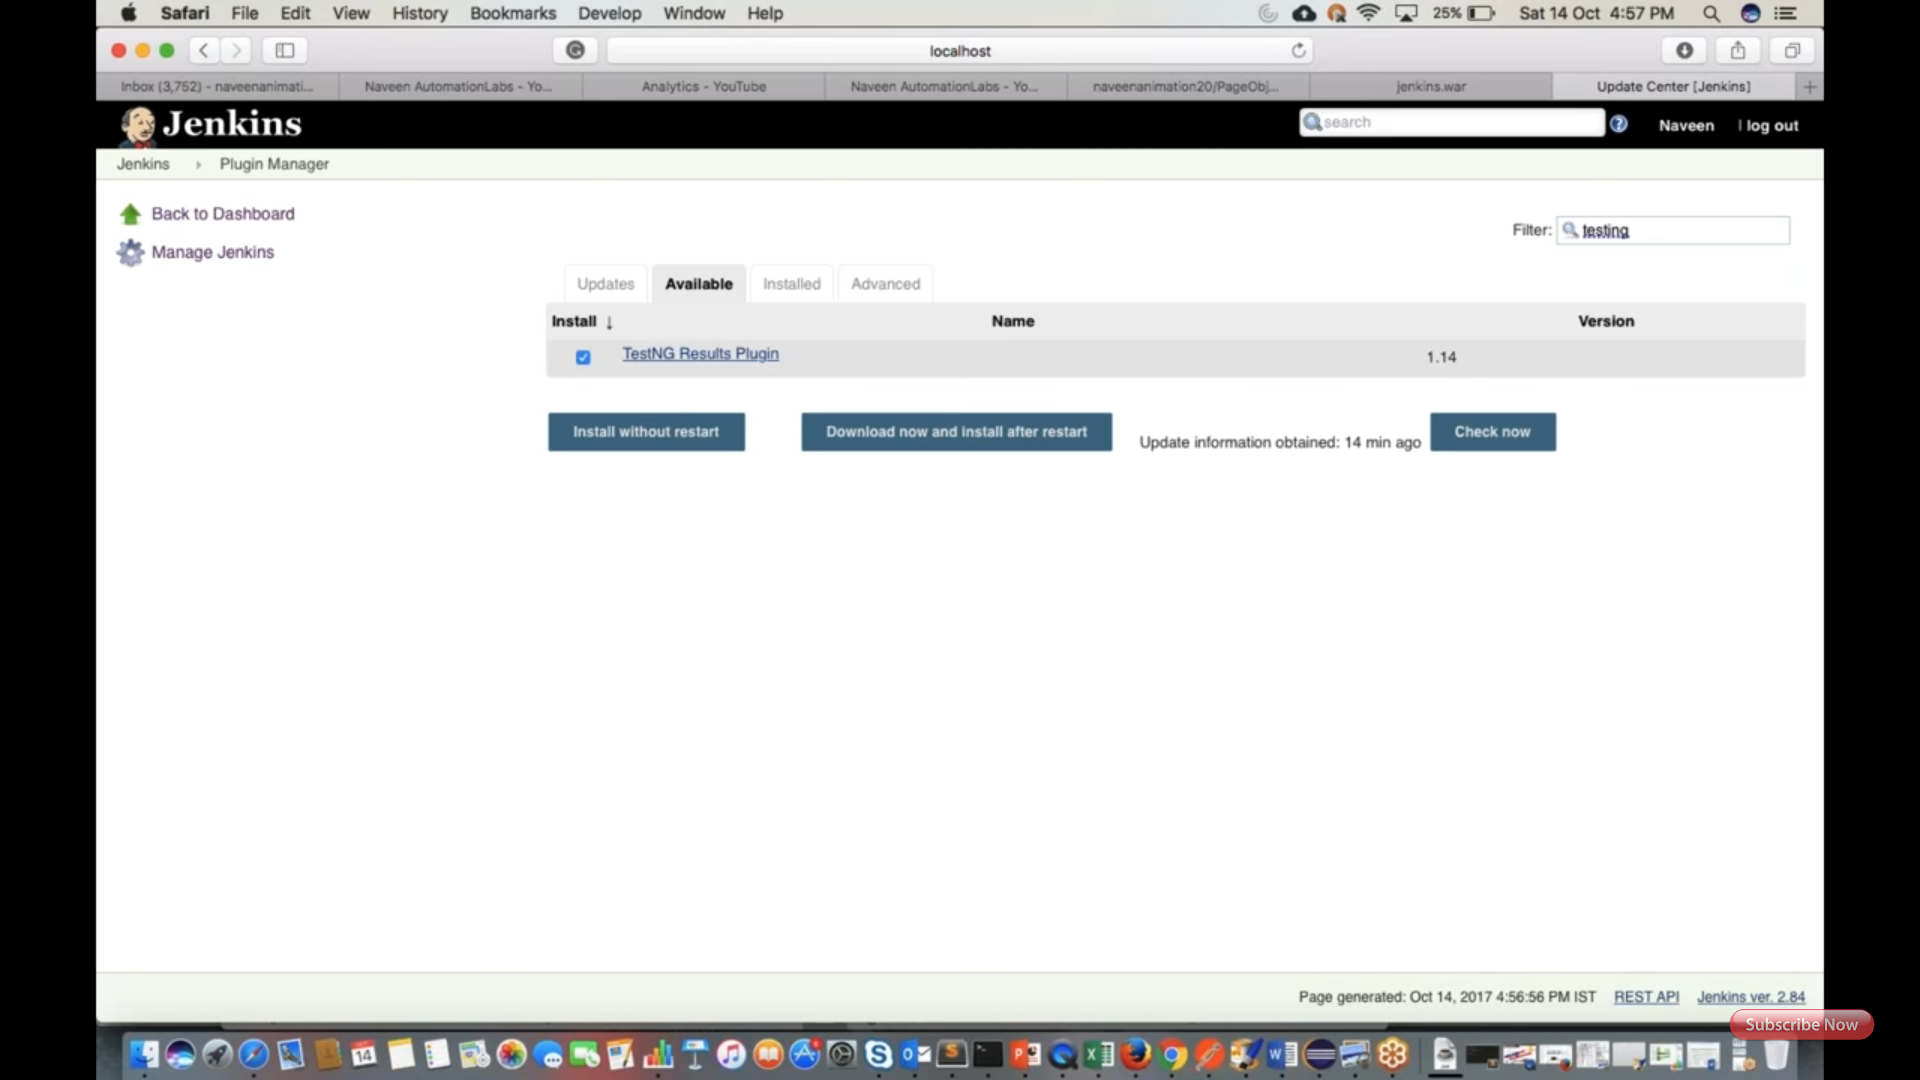 Safari File Edit View History Bookmarks Develop Window Help 25% Sat 14 Oct 4:57 PM
localhost
Inbox (3,752) - naveenanimati... Naveen AutomationLabs - Yo... Analytics - YouTube Naveen AutomationLabs - Yo... naveenanimation20/PageObj... jenkins.war Update Center [Jenkins] +
Jenkins search ? Naveen | log out
Jenkins Plugin Manager
Back to Dashboard
Filter: testing
Manage Jenkins
Updates Available Installed Advanced
Install ↓ Name Version
TestNG Results Plugin 1.14
Install without restart Download now and install after restart Update information obtained: 14 min ago Check now
Page generated: Oct 14, 2017 4:56:56 PM IST REST API Jenkins ver. 2.84
Subscribe Now
14